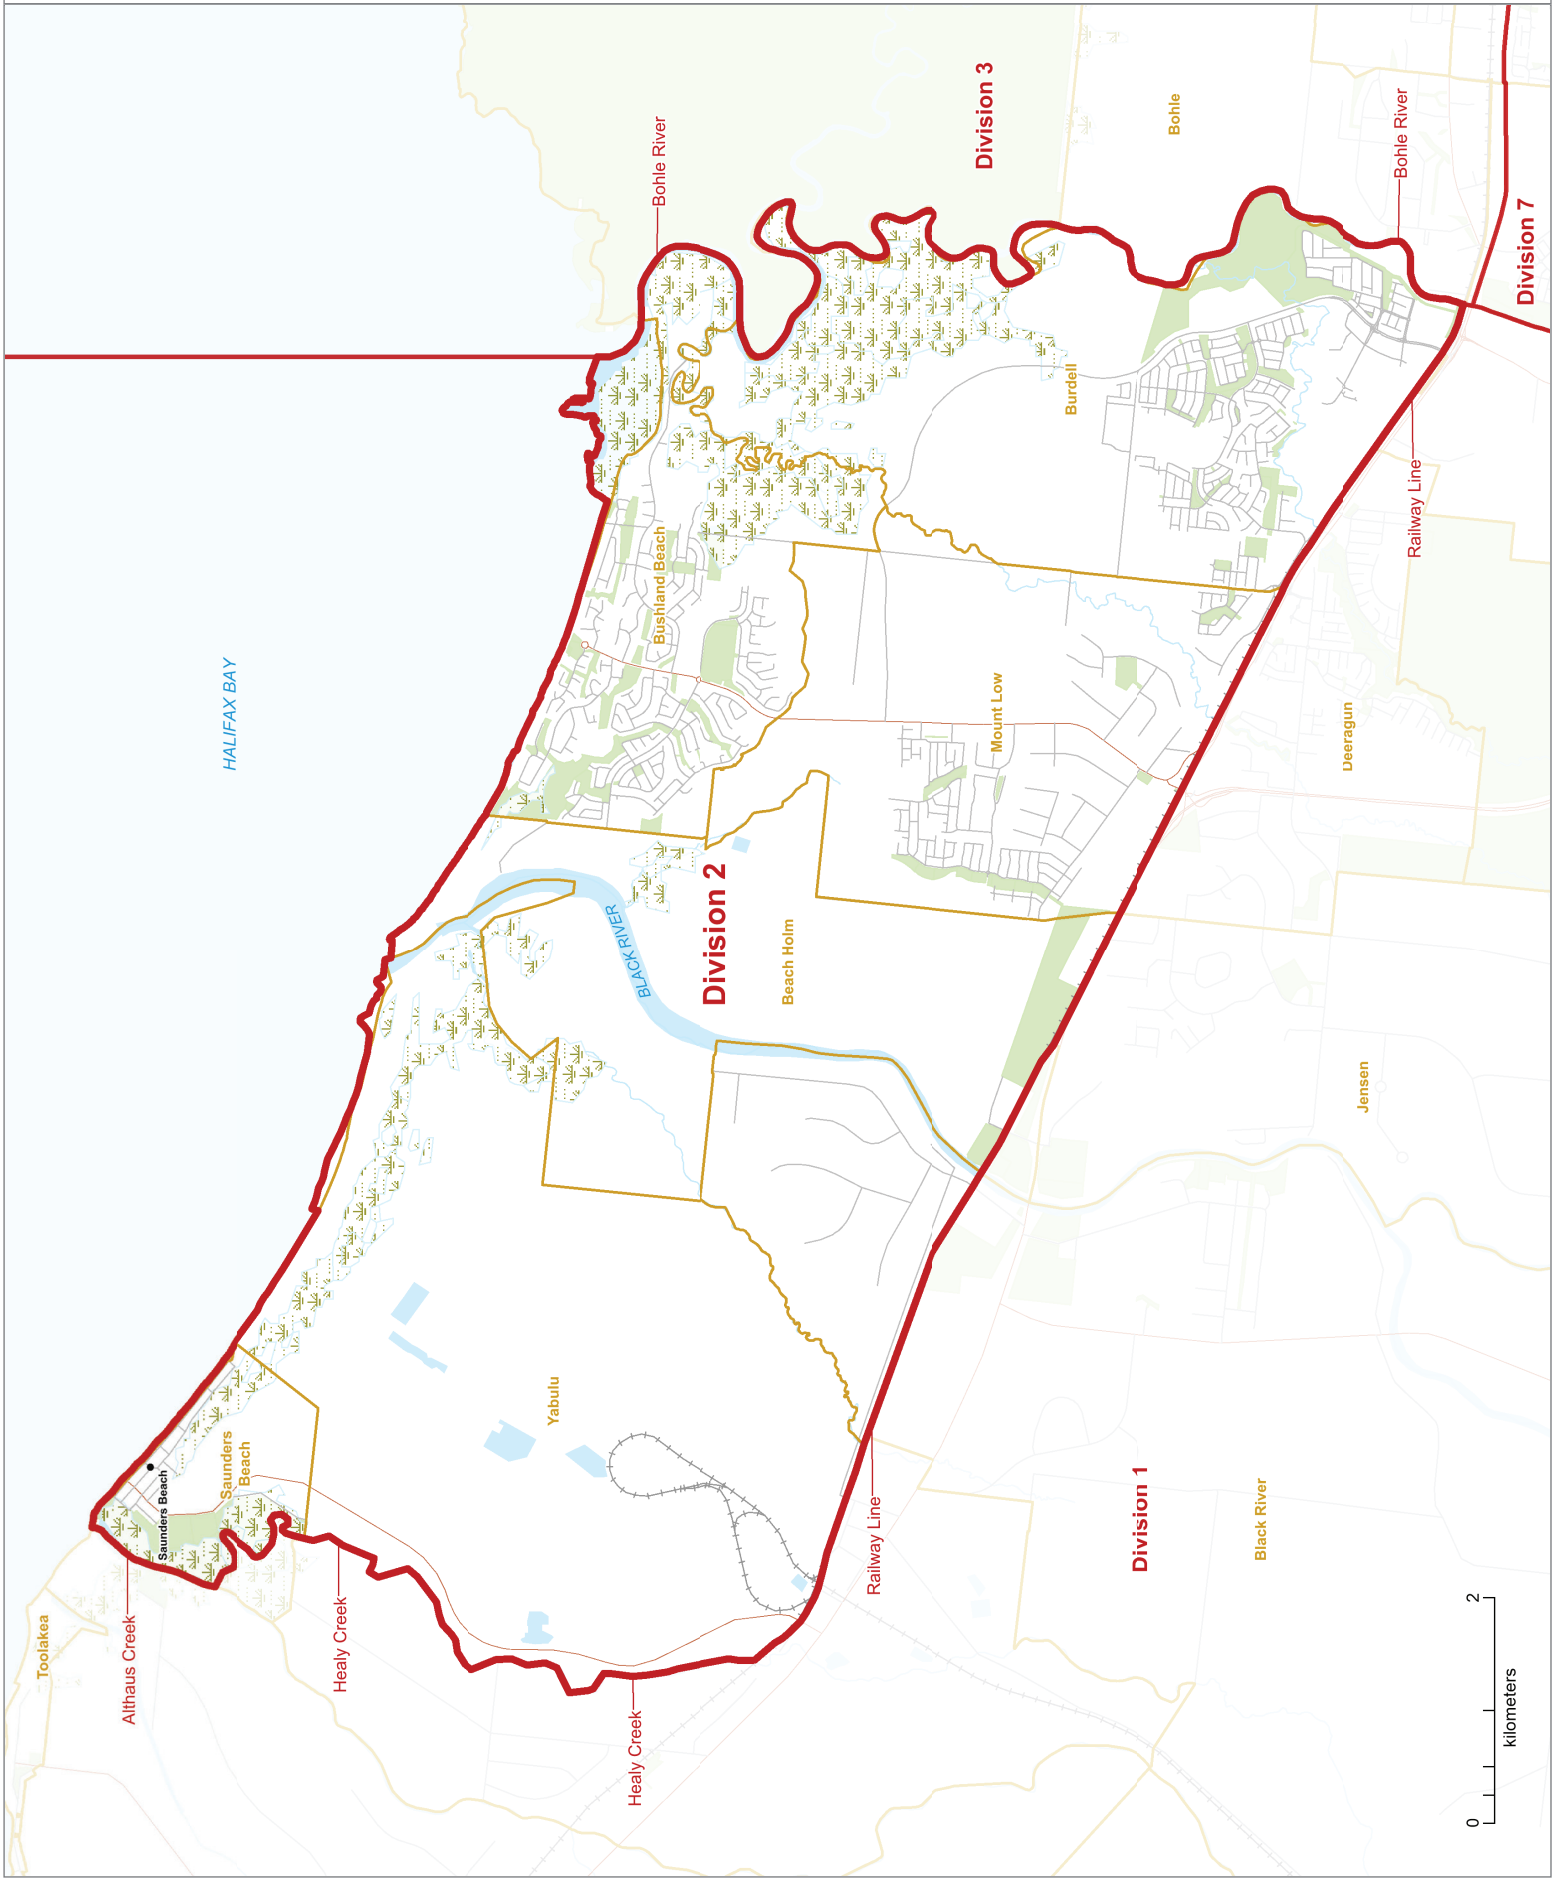 HALIFAX BAY
Toolakea
Althaus Creek
Saunders Beach
Saunders
Beach
Healy Creek
Healy Creek
Yabulu
BLACK RIVER
Division 2
Beach Holm
Bushland Beach
Bohle River
Division 3
Bohle
Burdell
Mount Low
Bohle River
Division 7
Railway Line
Deeragun
Jensen
Railway Line
Division 1
Black River
0
2
kilometers